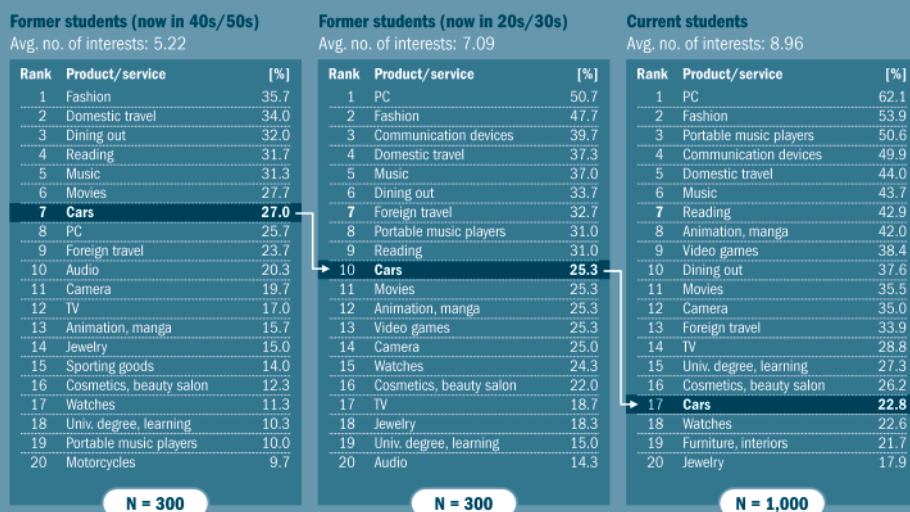 Former students (now in 40s/50s)
Avg. no. of interests: 5.22
Rank Product/service [%]
1 Fashion 35.7
2 Domestic travel 34.0
3 Dining out 32.0
4 Reading 31.7
5 Music 31.3
6 Movies 27.7
7 Cars 27.0
8 PC 25.7
9 Foreign travel 23.7
10 Audio 20.3
11 Camera 19.7
12 TV 17.0
13 Animation, manga 15.7
14 Jewelry 15.0
15 Sporting goods 14.0
16 Cosmetics, beauty salon 12.3
17 Watches 11.3
18 Univ. degree, learning 10.3
19 Portable music players 10.0
20 Motorcycles 9.7
N = 300
Former students (now in 20s/30s)
Avg. no. of interests: 7.09
Rank Product/service [%]
1 PC 50.7
2 Fashion 47.7
3 Communication devices 39.7
4 Domestic travel 37.3
5 Music 37.0
6 Dining out 33.7
7 Foreign travel 32.7
8 Portable music players 31.0
9 Reading 31.0
10 Cars 25.3
11 Movies 25.3
12 Animation, manga 25.3
13 Video games 25.3
14 Camera 25.0
15 Watches 24.3
16 Cosmetics, beauty salon 22.0
17 TV 18.7
18 Jewelry 18.3
19 Univ. degree, learning 15.0
20 Audio 14.3
N = 300
Current students
Avg. no. of interests: 8.96
Rank Product/service [%]
1 PC 62.1
2 Fashion 53.9
3 Portable music players 50.6
4 Communication devices 49.9
5 Domestic travel 44.0
6 Music 43.7
7 Reading 42.9
8 Animation, manga 42.0
9 Video games 38.4
10 Dining out 37.6
11 Movies 35.5
12 Camera 35.0
13 Foreign travel 33.9
14 TV 28.8
15 Univ. degree, learning 27.3
16 Cosmetics, beauty salon 26.2
17 Cars 22.8
18 Watches 22.6
19 Furniture, interiors 21.7
20 Jewelry 17.9
N = 1,000